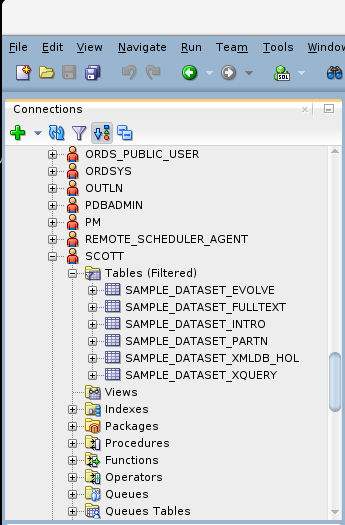 File Edit View Navigate Run Team Tools Window
SQL
Connections
ORDS_PUBLIC_USER
ORDSYS
OUTLN
PDBADMIN
PM
REMOTE_SCHEDULER_AGENT
SCOTT
Tables (Filtered)
SAMPLE_DATASET_EVOLVE
SAMPLE_DATASET_FULLTEXT
SAMPLE_DATASET_INTRO
SAMPLE_DATASET_PARTN
SAMPLE_DATASET_XMLDB_HOL
SAMPLE_DATASET_XQUERY
Views
Indexes
Packages
Procedures
Functions
Operators
Queues
Queues Tables